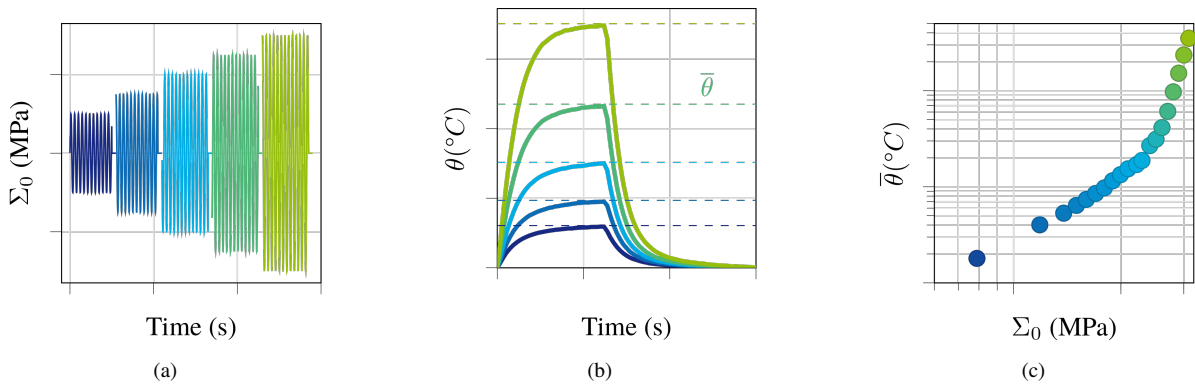 Σ₀ (MPa)
Time (s)
(a)
θ(°C)
θ̅
Time (s)
(b)
θ̅(°C)
Σ₀ (MPa)
(c)